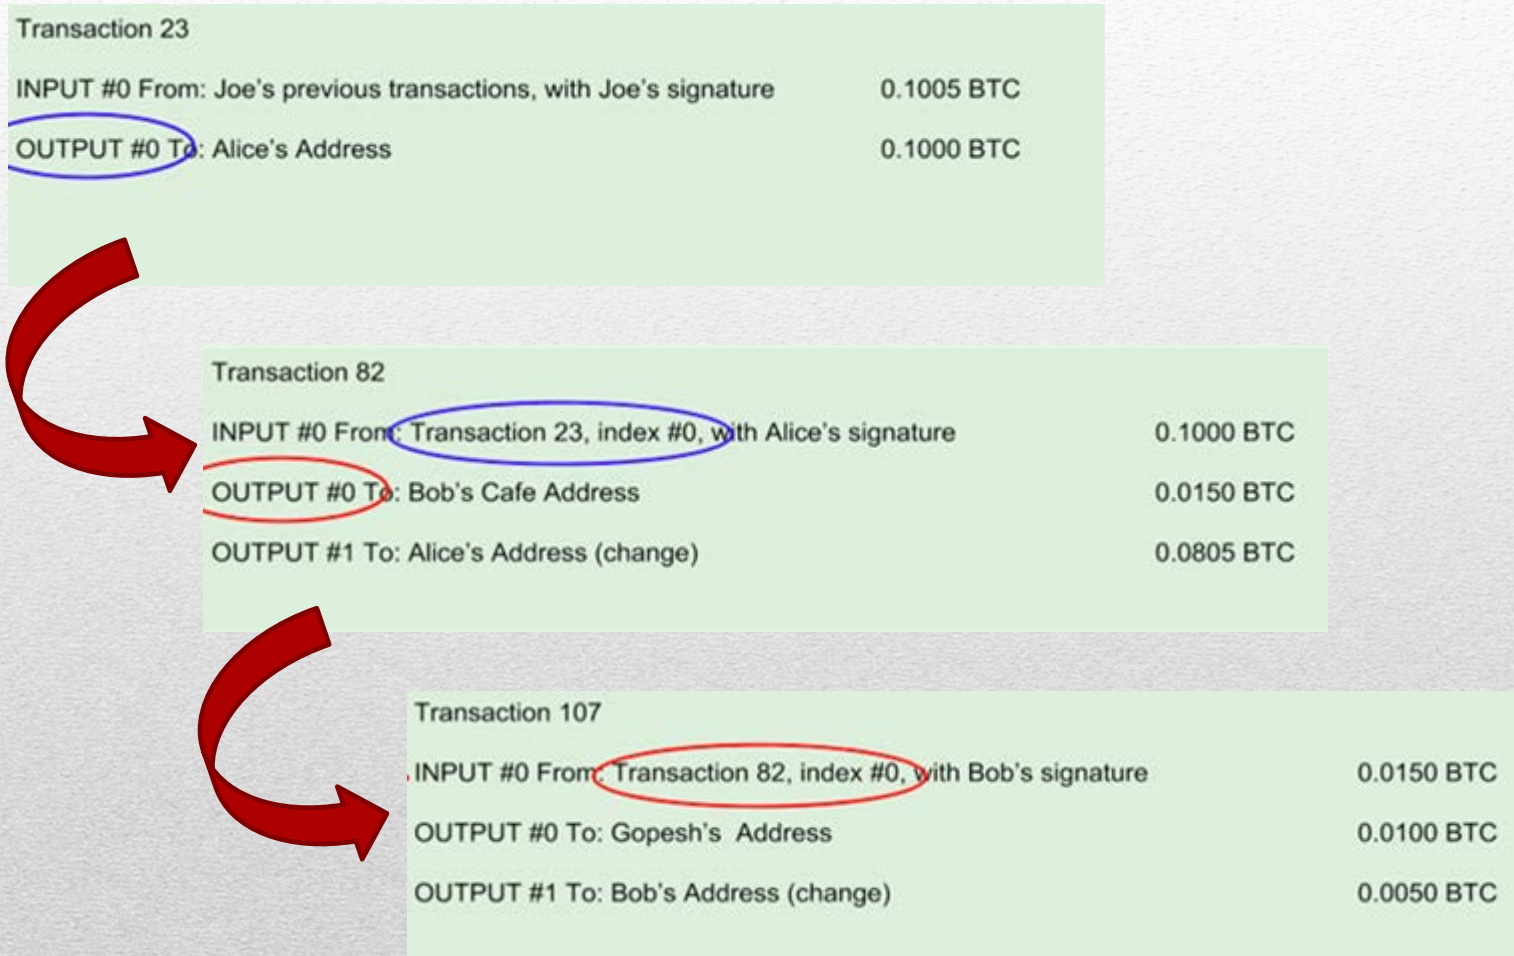 Transaction 23
INPUT #0 From: Joe's previous transactions, with Joe's signature 0.1005 BTC
OUTPUT #0 To: Alice's Address 0.1000 BTC
Transaction 82
INPUT #0 From: Transaction 23, index #0, with Alice's signature 0.1000 BTC
OUTPUT #0 To: Bob's Cafe Address 0.0150 BTC
OUTPUT #1 To: Alice's Address (change) 0.0805 BTC
Transaction 107
INPUT #0 From: Transaction 82, index #0, with Bob's signature 0.0150 BTC
OUTPUT #0 To: Gopesh's Address 0.0100 BTC
OUTPUT #1 To: Bob's Address (change) 0.0050 BTC